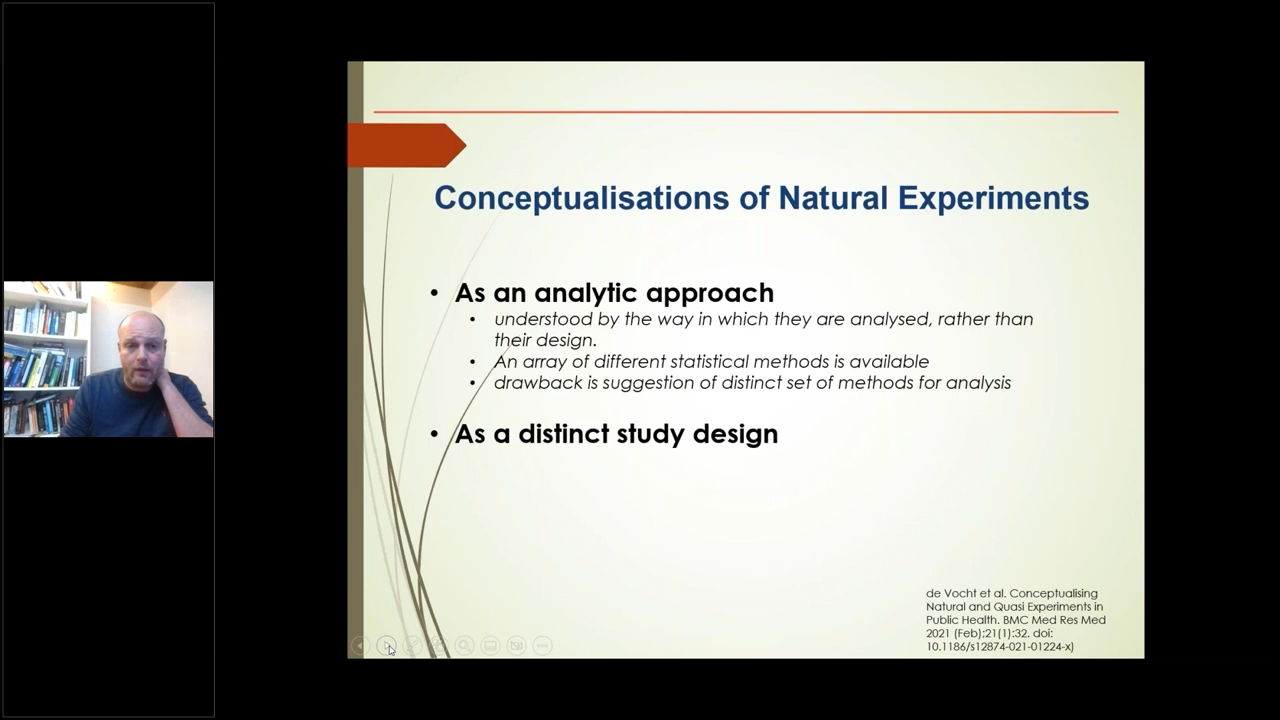 Conceptualisations of Natural Experiments
• As an analytic approach
• understood by the way in which they are analysed, rather than
their design.
• An array of different statistical methods is available
• drawback is suggestion of distinct set of methods for analysis
• As a distinct study design
de Vocht et al. Conceptualising
Natural and Quasi Experiments in
Public Health. BMC Med Res Med
2021 (Feb);21(1):32. doi:
10.1186/s12874-021-01224-x)